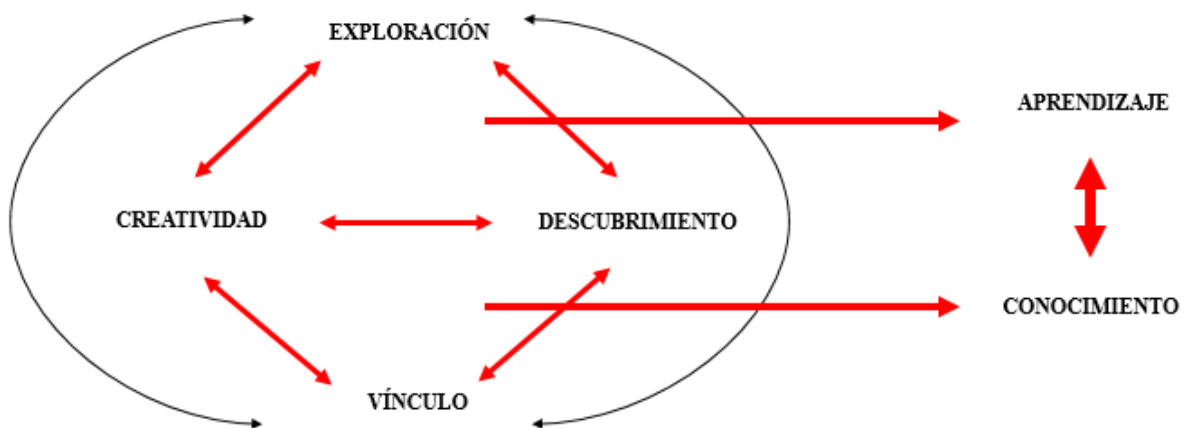 EXPLORACIÓN
APRENDIZAJE
CREATIVIDAD
DESCUBRIMIENTO
CONOCIMIENTO
VÍNCULO